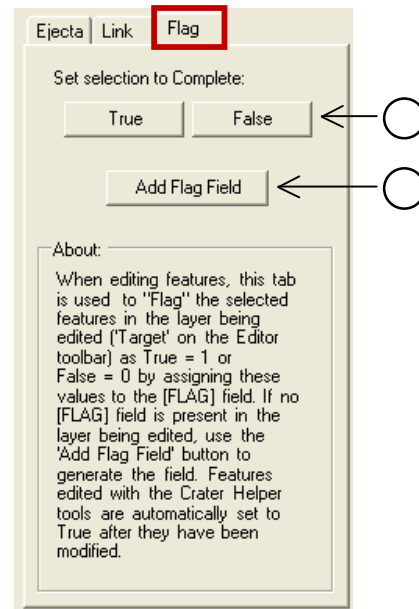 Ejecta Link Flag
Set selection to Complete:
True False
Add Flag Field
About:
When editing features, this tab
is used to "Flag" the selected
features in the layer being
edited ('Target' on the Editor
toolbar) as True = 1 or
False = 0 by assigning these
values to the [FLAG] field. If no
[FLAG] field is present in the
layer being edited, use the
'Add Flag Field' button to
generate the field. Features
edited with the Crater Helper
tools are automatically set to
True after they have been
modified.